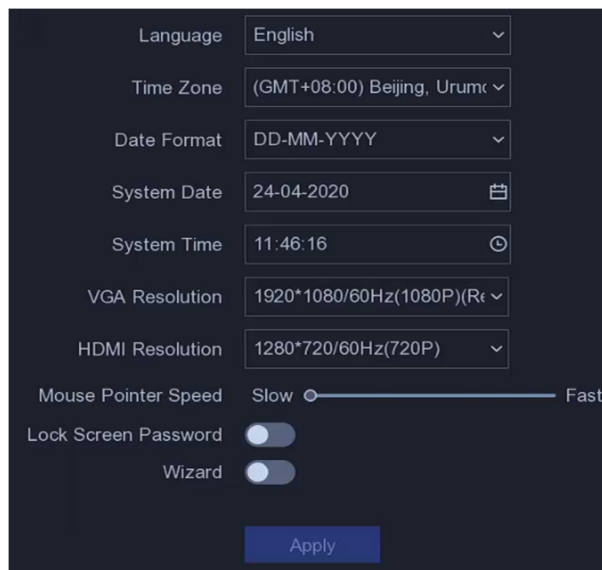 Language English
Time Zone (GMT+08:00) Beijing, Urumc
Date Format DD-MM-YYYY
System Date 24-04-2020
System Time 11:46:16
VGA Resolution 1920*1080/60Hz(1080P)(Re
HDMI Resolution 1280*720/60Hz(720P)
Mouse Pointer Speed Slow Fast
Lock Screen Password
Wizard
Apply